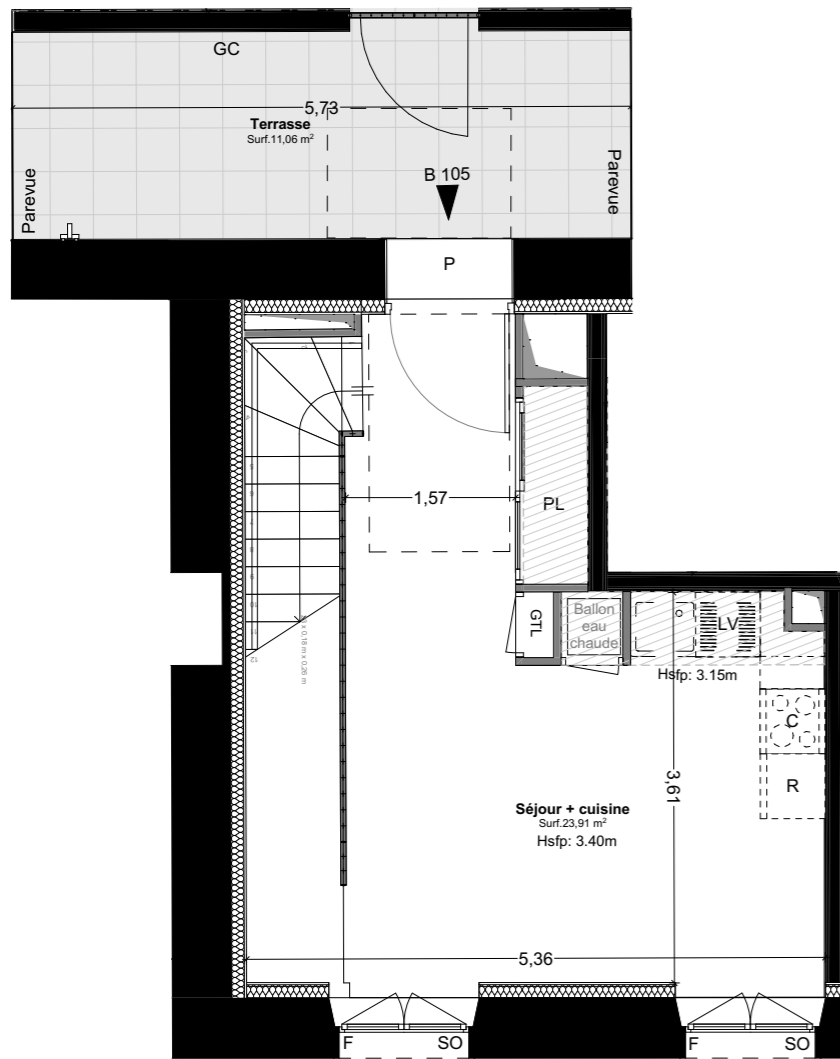 GC
5,73
Terrasse
Surf.11,06 m²
Parevue
Parevue
B 105
P
1,57
PL
GTL
Ballon
eau
chaude
LV
Hsfp: 3.15m
C
R
3,61
Séjour + cuisine
Surf.23,91 m²
Hsfp: 3.40m
5,36
F
SO
F
SO